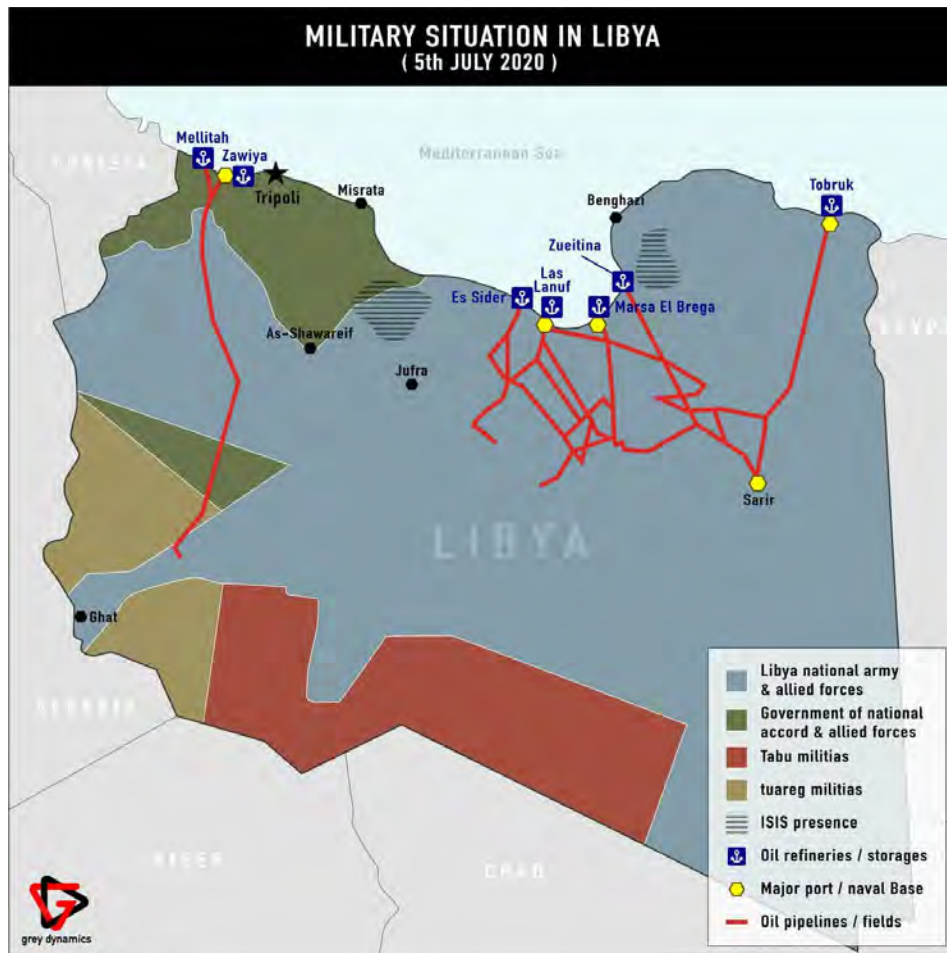 MILITARY SITUATION IN LIBYA
( 5th JULY 2020 )
Mellitah
Zawiya
Tripoli
Misrata
Mediterranean Sea
Benghazi
Tobruk
Zueitina
Las
Lanuf
Es Sider
Marsa El Brega
As-Shawareif
Jufra
Sarir
LIBYA
Ghat
NIGER
CHAD
Libya national army
& allied forces
Government of national
accord & allied forces
Tabu militias
tuareg militias
ISIS presence
Oil refineries / storages
Major port / naval Base
Oil pipelines / fields
grey dynamics